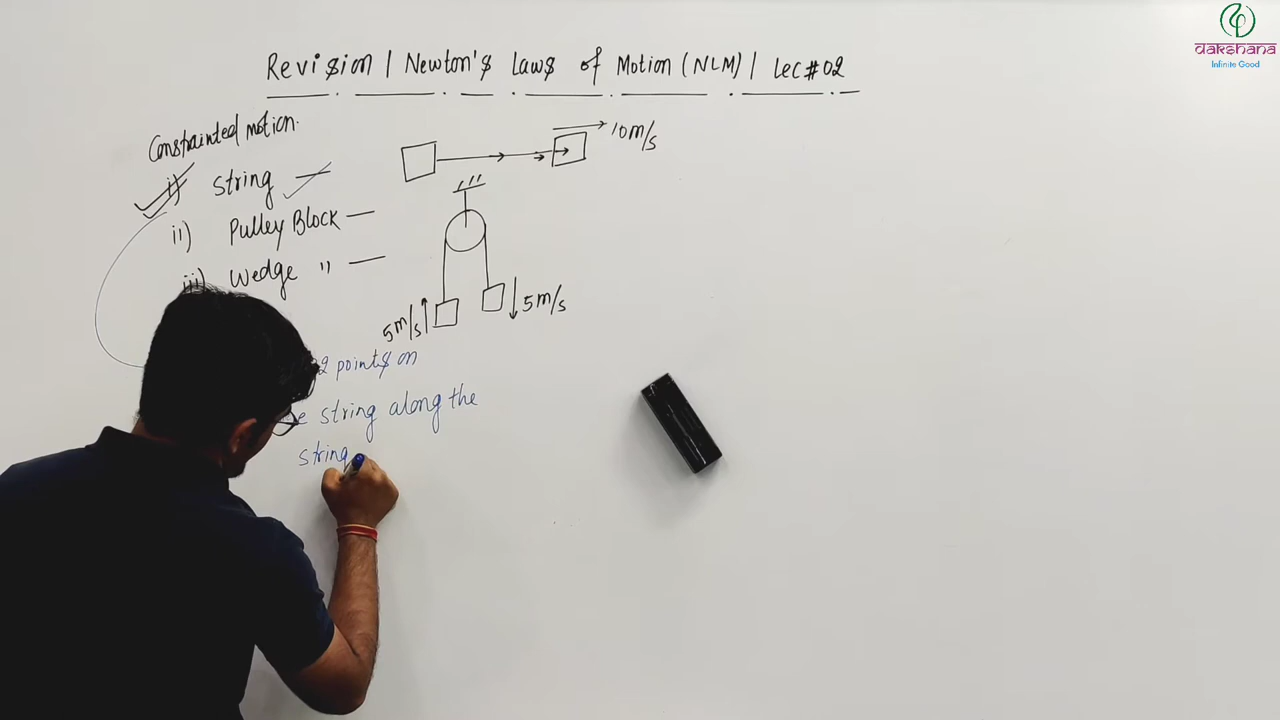 Revision | Newton's Laws of Motion (NLM) | Lec#02
Constrainted motion.
i) string
ii) Pulley Block —
iii) Wedge " —
10m/s
5m/s
5m/s
2 points on
string along the
string
dakshana
Infinite Good